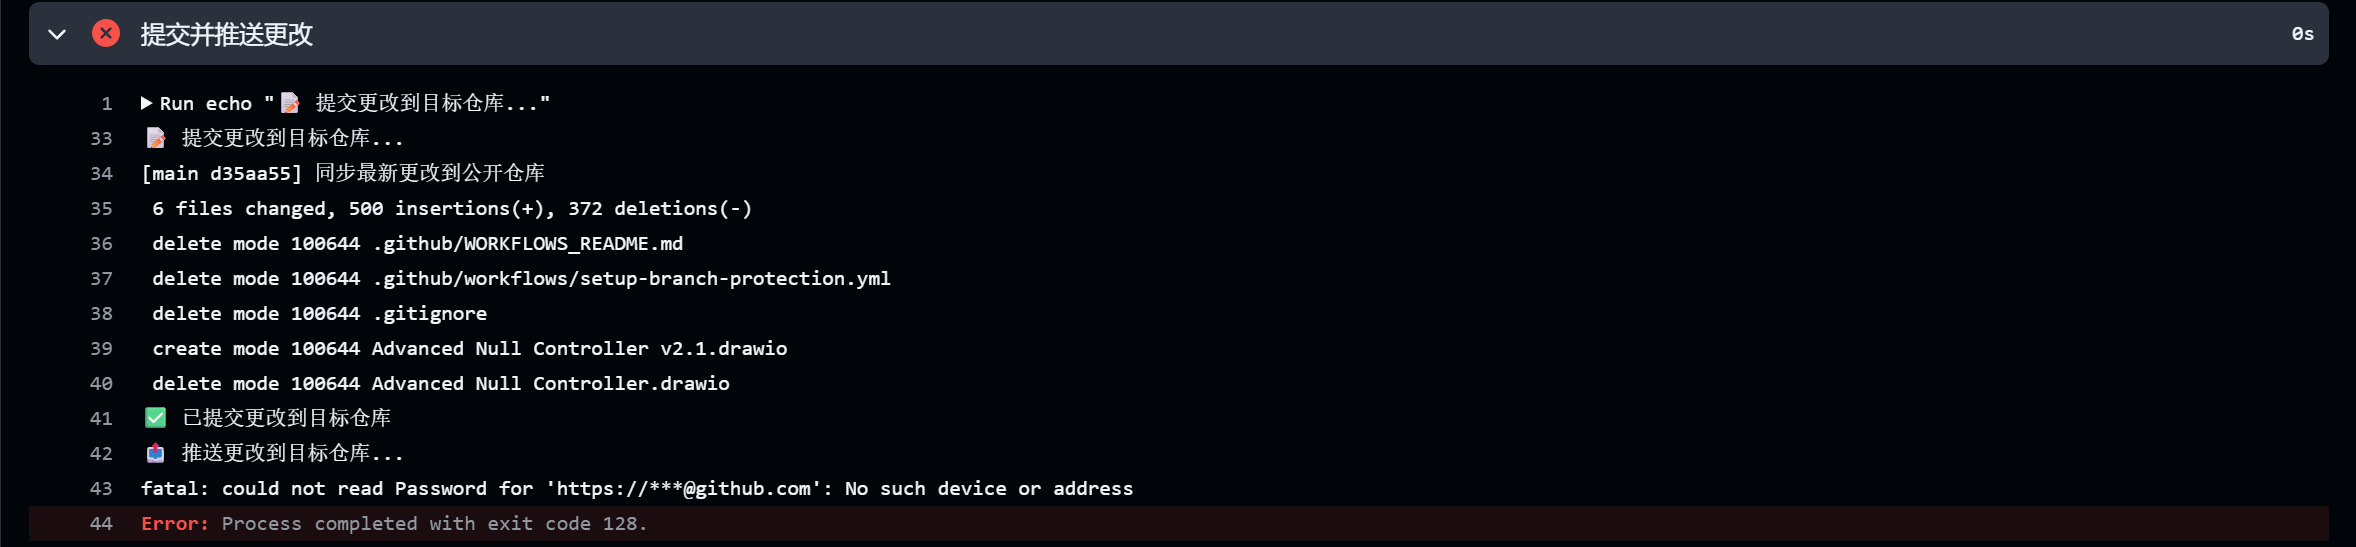 提交并推送更改
0s
1 Run echo "📝 提交更改到目标仓库..."
33 📝 提交更改到目标仓库...
34 [main d35aa55] 同步最新更改到公开仓库
35 6 files changed, 500 insertions(+), 372 deletions(-)
36 delete mode 100644 .github/WORKFLOWS_README.md
37 delete mode 100644 .github/workflows/setup-branch-protection.yml
38 delete mode 100644 .gitignore
39 create mode 100644 Advanced Null Controller v2.1.drawio
40 delete mode 100644 Advanced Null Controller.drawio
41 ✅ 已提交更改到目标仓库
42 📤 推送更改到目标仓库...
43 fatal: could not read Password for 'https://***@github.com': No such device or address
44 Error: Process completed with exit code 128.